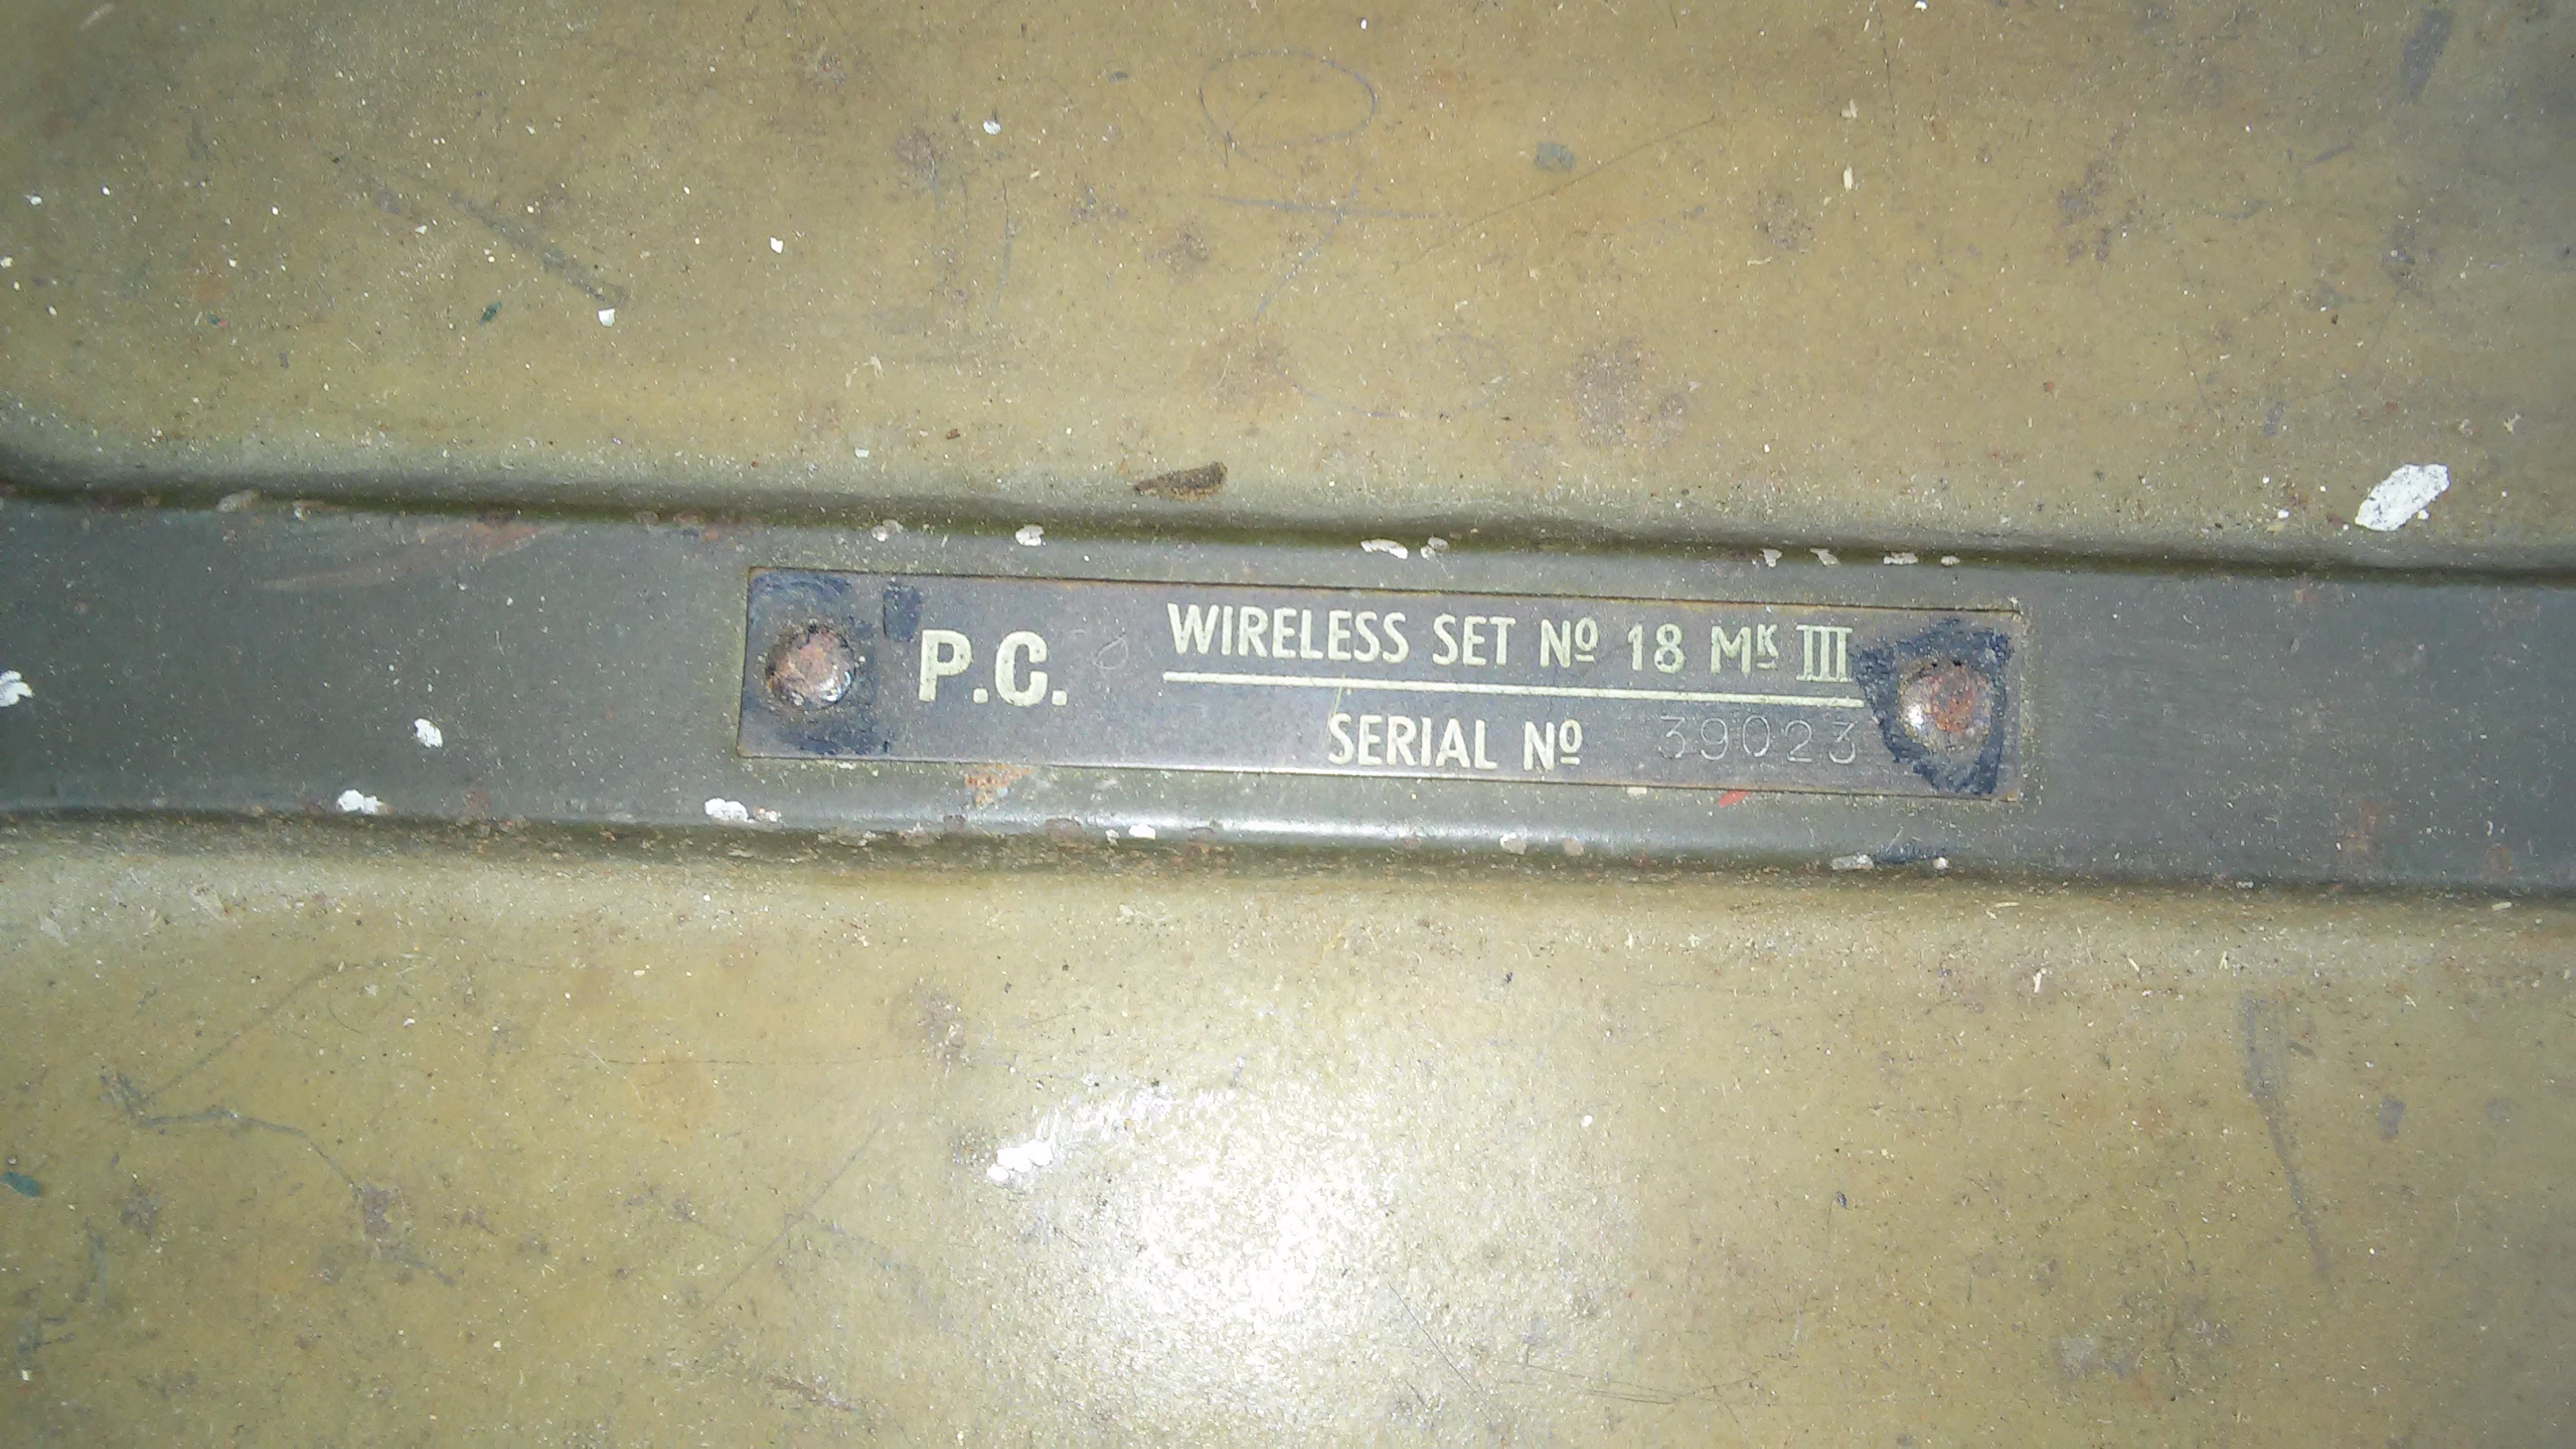 P.C.
WIRELESS SET Nº 18 Mᴷ III
SERIAL Nº 39023